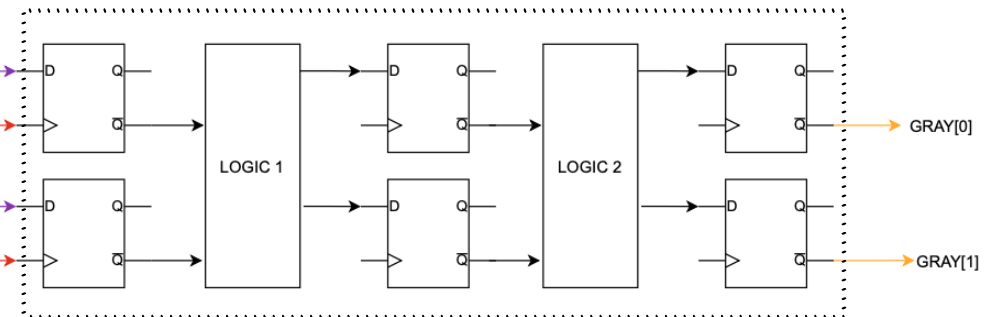 D Q D Q D Q
Q̅ Q̅ Q̅ GRAY[0]
LOGIC 1 LOGIC 2
D Q D Q D Q
Q̅ Q̅ Q̅ GRAY[1]